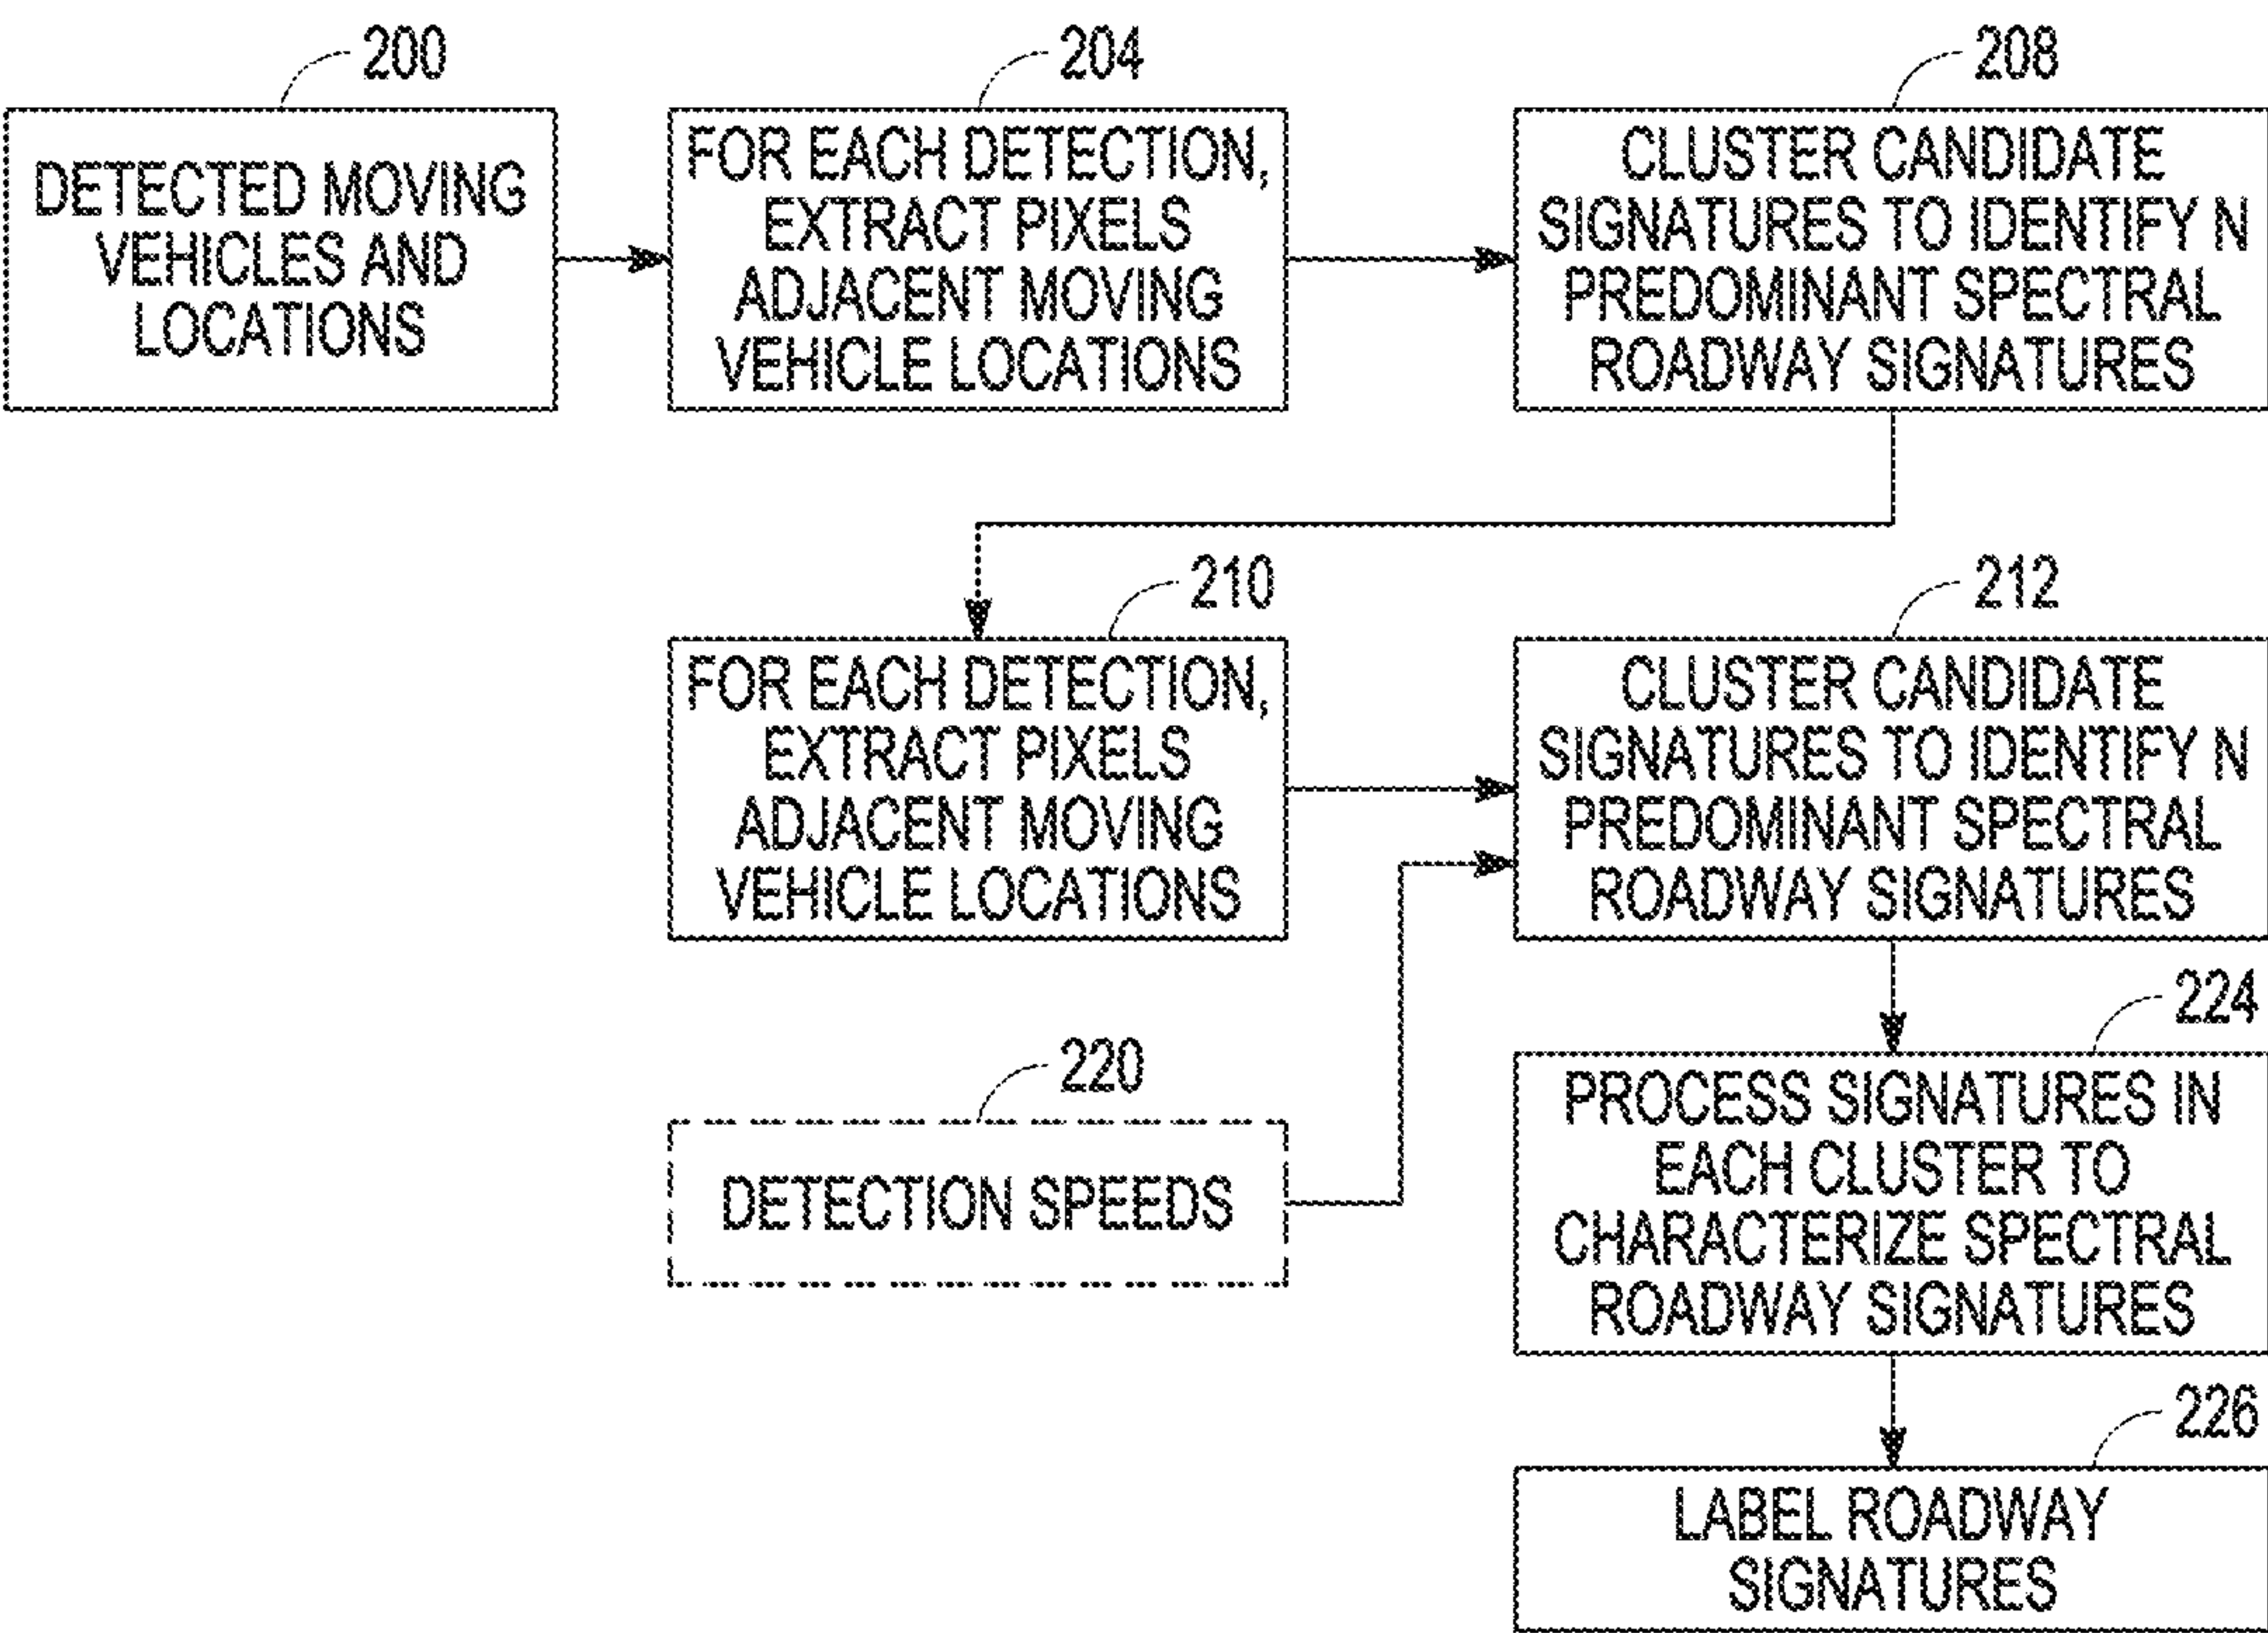 200
DETECTED MOVING
VEHICLES AND
LOCATIONS
204
FOR EACH DETECTION,
EXTRACT PIXELS
ADJACENT MOVING
VEHICLE LOCATIONS
208
CLUSTER CANDIDATE
SIGNATURES TO IDENTIFY N
PREDOMINANT SPECTRAL
ROADWAY SIGNATURES
210
FOR EACH DETECTION,
EXTRACT PIXELS
ADJACENT MOVING
VEHICLE LOCATIONS
212
CLUSTER CANDIDATE
SIGNATURES TO IDENTIFY N
PREDOMINANT SPECTRAL
ROADWAY SIGNATURES
220
DETECTION SPEEDS
224
PROCESS SIGNATURES IN
EACH CLUSTER TO
CHARACTERIZE SPECTRAL
ROADWAY SIGNATURES
226
LABEL ROADWAY
SIGNATURES